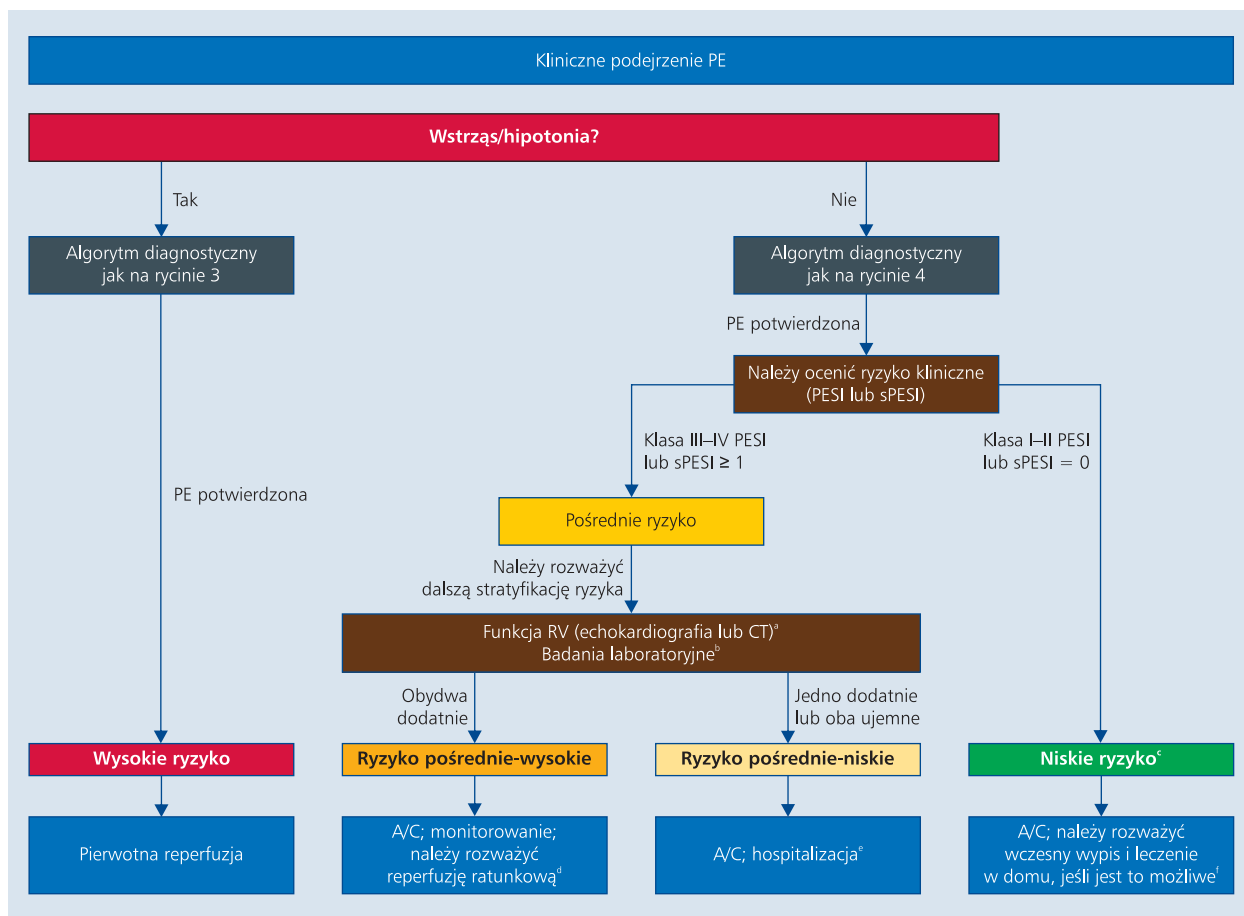 Kliniczne podejrzenie PE
Wstrząs/hipotonia?
Tak
Nie
Algorytm diagnostyczny
jak na rycinie 3
Algorytm diagnostyczny
jak na rycinie 4
PE potwierdzona
Należy ocenić ryzyko kliniczne
(PESI lub sPESI)
Klasa III–IV PESI
lub sPESI ≥ 1
Klasa I–II PESI
lub sPESI = 0
PE potwierdzona
Pośrednie ryzyko
Należy rozważyć
dalszą stratyfikację ryzyka
Funkcja RV (echokardiografia lub CT)ᵃ
Badania laboratoryjneᵇ
Obydwa
dodatnie
Jedno dodatnie
lub oba ujemne
Wysokie ryzyko
Ryzyko pośrednie-wysokie
Ryzyko pośrednie-niskie
Niskie ryzykoᶜ
Pierwotna reperfuzja
A/C; monitorowanie;
należy rozważyć
reperfuzję ratunkowąᵈ
A/C; hospitalizacjaᵉ
A/C; należy rozważyć
wczesny wypis i leczenie
w domu, jeśli jest to możliweᶠ